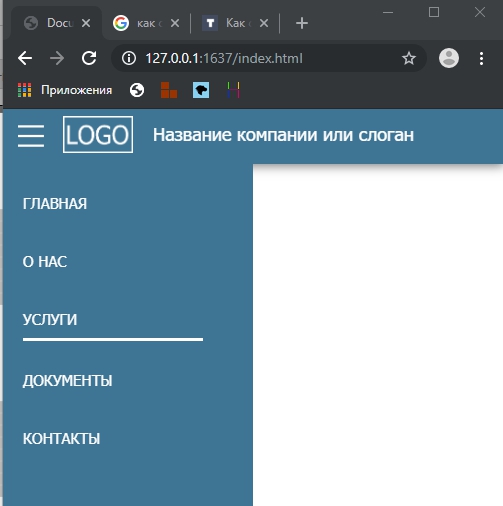 Docu
как с
Как с
127.0.0.1:1637/index.html
Приложения
LOGO Название компании или слоган
ГЛАВНАЯ
О НАС
УСЛУГИ
ДОКУМЕНТЫ
КОНТАКТЫ